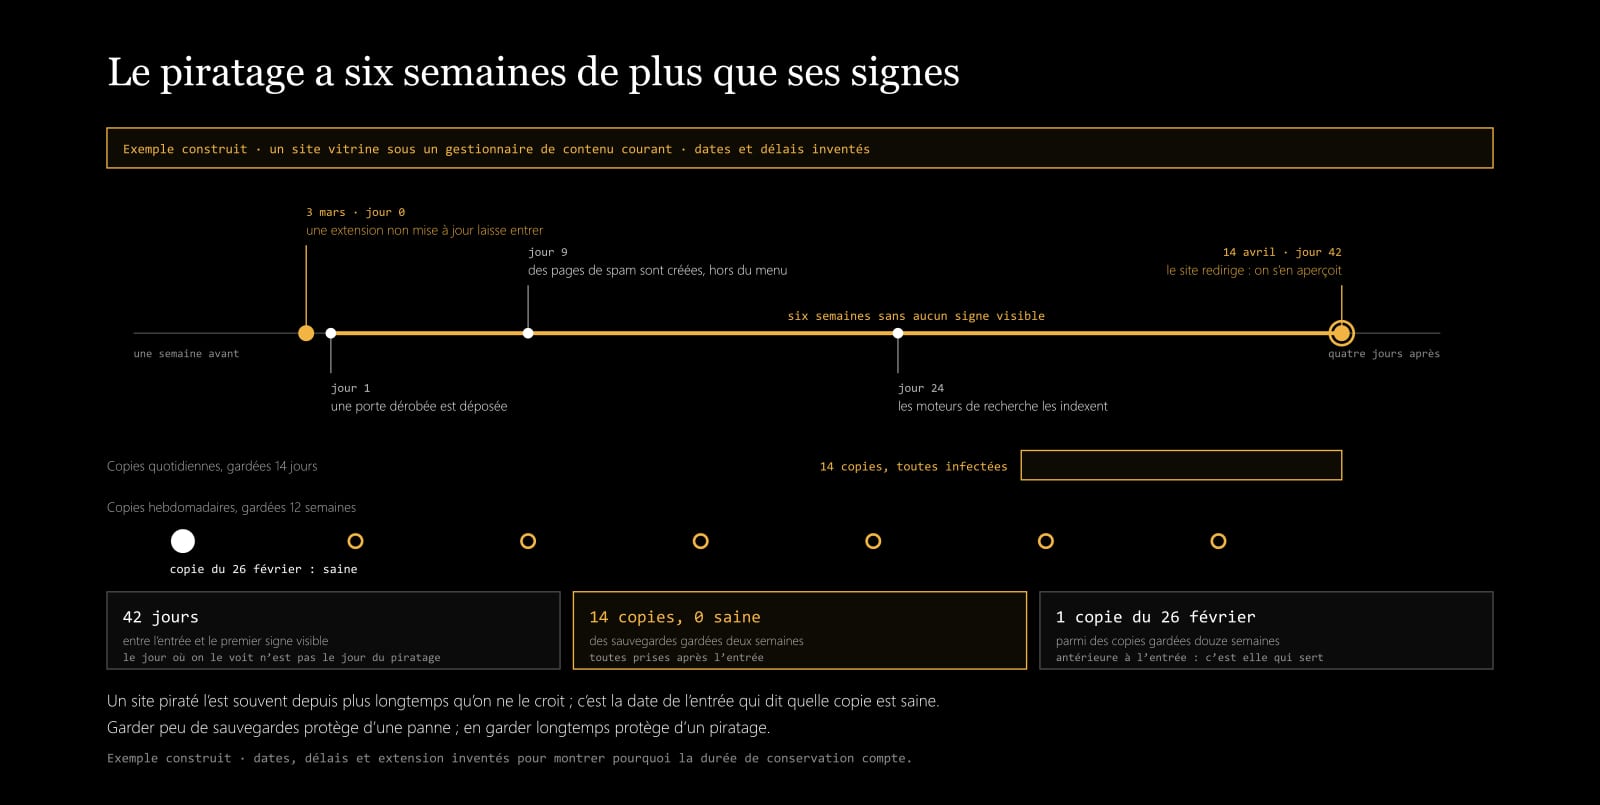 Le piratage a six semaines de plus que ses signes
Exemple construit · un site vitrine sous un gestionnaire de contenu courant · dates et délais inventés
3 mars · jour 0
une extension non mise à jour laisse entrer
jour 9
des pages de spam sont créées, hors du menu
14 avril · jour 42
le site redirige : on s’en aperçoit
six semaines sans aucun signe visible
une semaine avant
quatre jours après
jour 1
une porte dérobée est déposée
jour 24
les moteurs de recherche les indexent
Copies quotidiennes, gardées 14 jours
14 copies, toutes infectées
Copies hebdomadaires, gardées 12 semaines
copie du 26 février : saine
42 jours
entre l’entrée et le premier signe visible
le jour où on le voit n’est pas le jour du piratage
14 copies, 0 saine
des sauvegardes gardées deux semaines
toutes prises après l’entrée
1 copie du 26 février
parmi des copies gardées douze semaines
antérieure à l’entrée : c’est elle qui sert
Un site piraté l’est souvent depuis plus longtemps qu’on ne le croit ; c’est la date de l’entrée qui dit quelle copie est saine.
Garder peu de sauvegardes protège d’une panne ; en garder longtemps protège d’un piratage.
Exemple construit · dates, délais et extension inventés pour montrer pourquoi la durée de conservation compte.